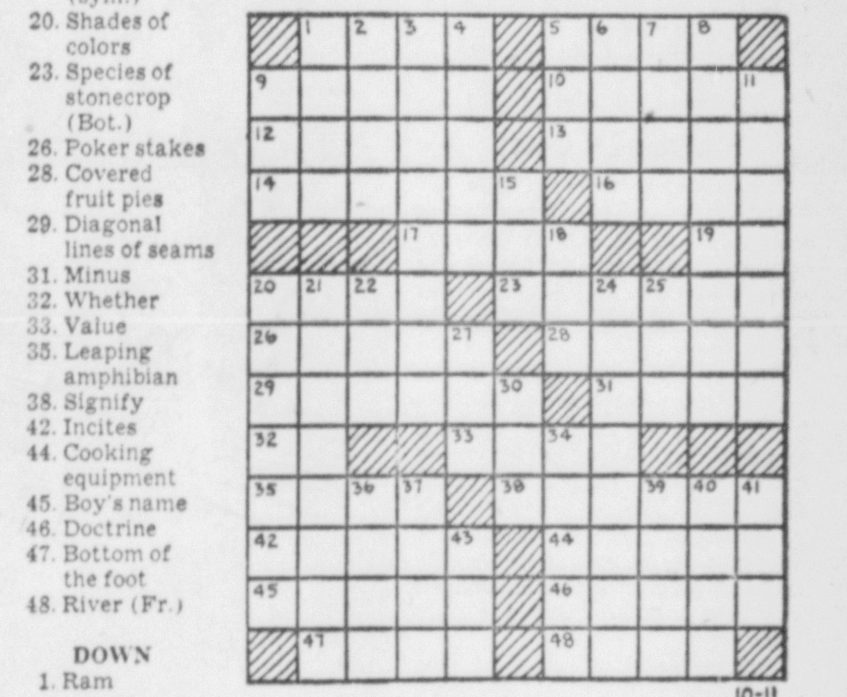 20. Shades of
colors
23. Species of
stonecrop
(Bot.)
26. Poker stakes
28. Covered
fruit pies
29. Diagonal
lines of seams
31. Minus
32. Whether
33. Value
35. Leaping
amphibian
38. Signify
42. Incites
44. Cooking
equipment
45. Boy's name
46. Doctrine
47. Bottom of
the foot
48. River (Fr.)
DOWN
1. Ram
1 2 3 4 5 6 7 8
9 10 11
12 13
14 15 16
17 18 19
20 21 22 23 24 25
26 27 28
29 30 31
32 33 34
35 36 37 38 39 40 41
42 43 44
45 46
47 48
10-11